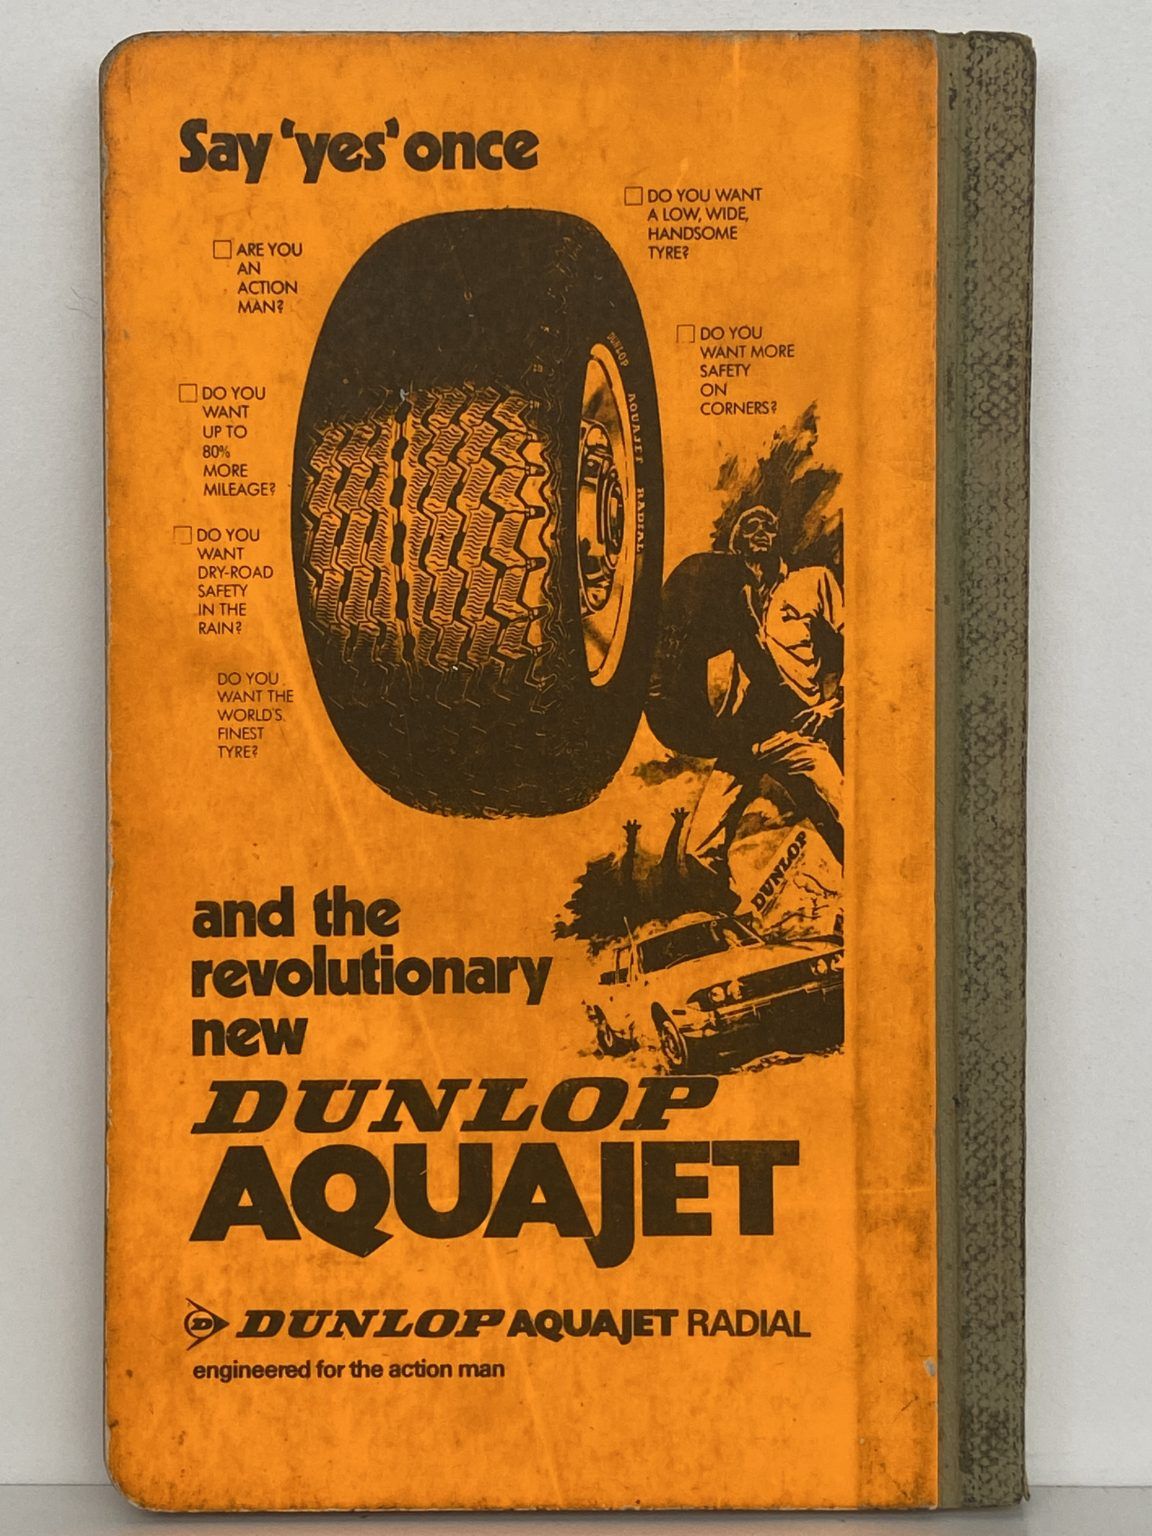 Say 'yes' once
DO YOU WANT
A LOW, WIDE,
HANDSOME
TYRE?
ARE YOU
AN
ACTION
MAN?
DO YOU
WANT MORE
SAFETY
ON
CORNERS?
DO YOU
WANT
UP TO
80%
MORE
MILEAGE?
DO YOU
WANT
DRY-ROAD
SAFETY
IN THE
RAIN?
DO YOU
WANT THE
WORLD'S
FINEST
TYRE?
DUNLOP AQUAJET RADIAL
DUNLOP
and the
revolutionary
new
DUNLOP
AQUAJET
D DUNLOP AQUAJET RADIAL
engineered for the action man